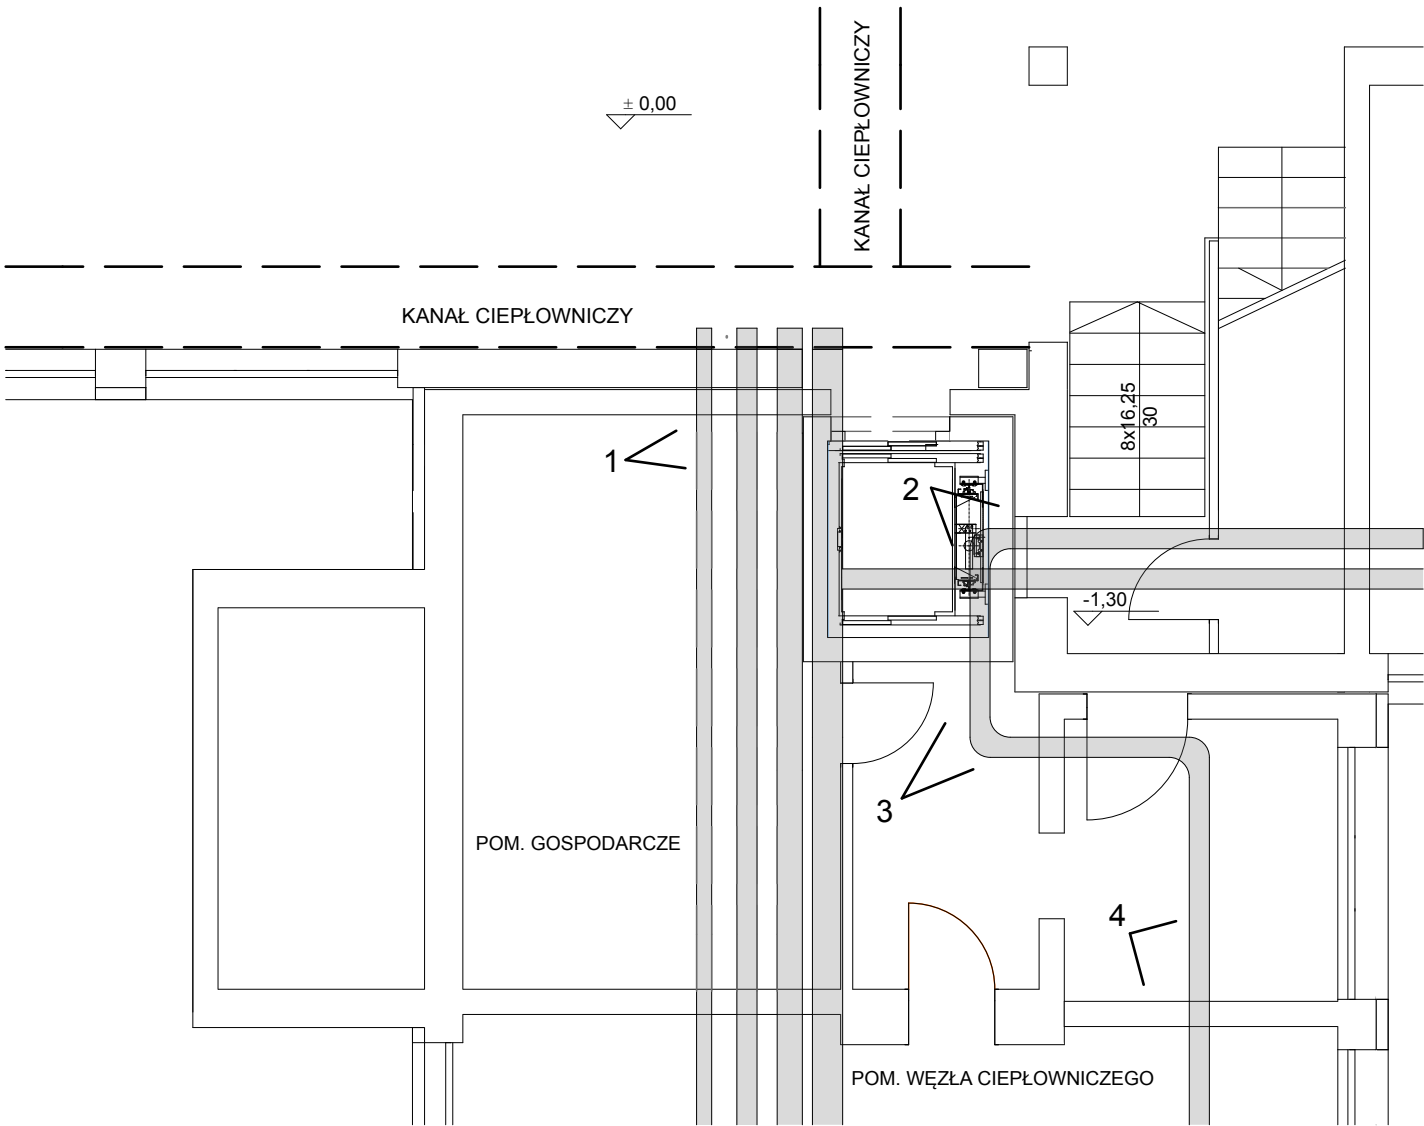 KANAŁ CIEPŁOWNICZY
± 0,00
KANAŁ CIEPŁOWNICZY
8x16,25
30
1
2
-1,30
3
POM. GOSPODARCZE
4
POM. WĘZŁA CIEPŁOWNICZEGO